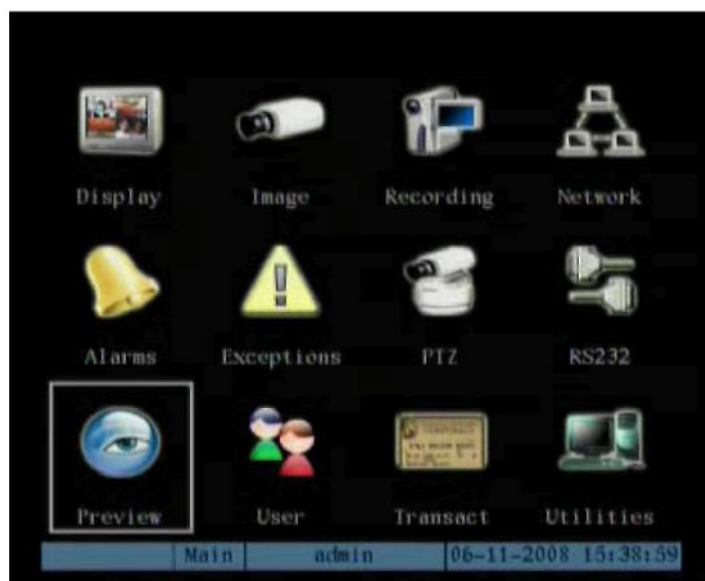 Display Image Recording Network
Alarms Exceptions PTZ RS232
Preview User Transact Utilities
Main admin 06-11-2008 15:38:59